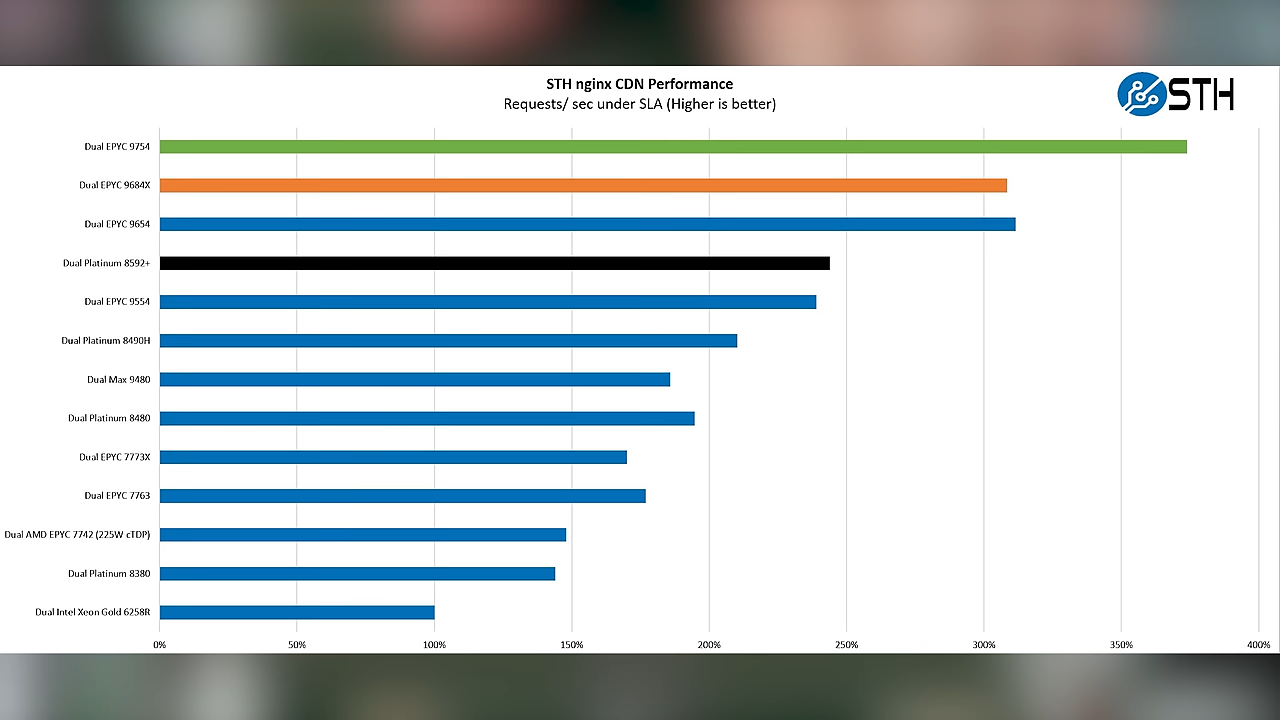 STH nginx CDN Performance
Requests/ sec under SLA (Higher is better)
STH
Dual EPYC 9754
Dual EPYC 9684X
Dual EPYC 9654
Dual Platinum 8592+
Dual EPYC 9554
Dual Platinum 8490H
Dual Max 9480
Dual Platinum 8480
Dual EPYC 7773X
Dual EPYC 7763
Dual AMD EPYC 7742 (225W cTDP)
Dual Platinum 8380
Dual Intel Xeon Gold 6258R
0% 50% 100% 150% 200% 250% 300% 350% 400%